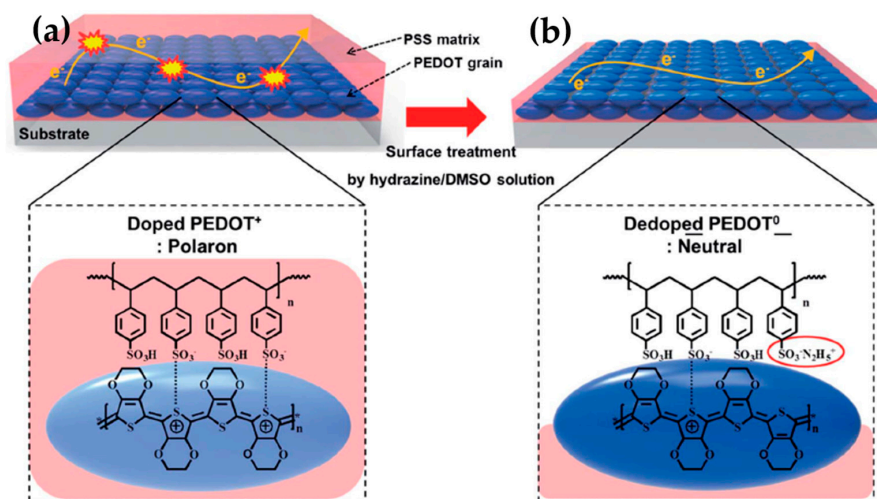 (a)
(b)
e⁻
e⁻
e⁻
PSS matrix
PEDOT grain
e⁻
e⁻
Substrate
Surface treatment
by hydrazine/DMSO solution
Doped PEDOT⁺
: Polaron
n
SO₃H SO₃⁻ SO₃H SO₃⁻
O O O O
* S S S S *
n
⊕ ⊕
O O O O
Dedoped PEDOT⁰
: Neutral
n
SO₃H SO₃⁻ SO₃H SO₃⁻N₂H₅⁺
O O O O
* S S S S *
n
⊕
O O O O